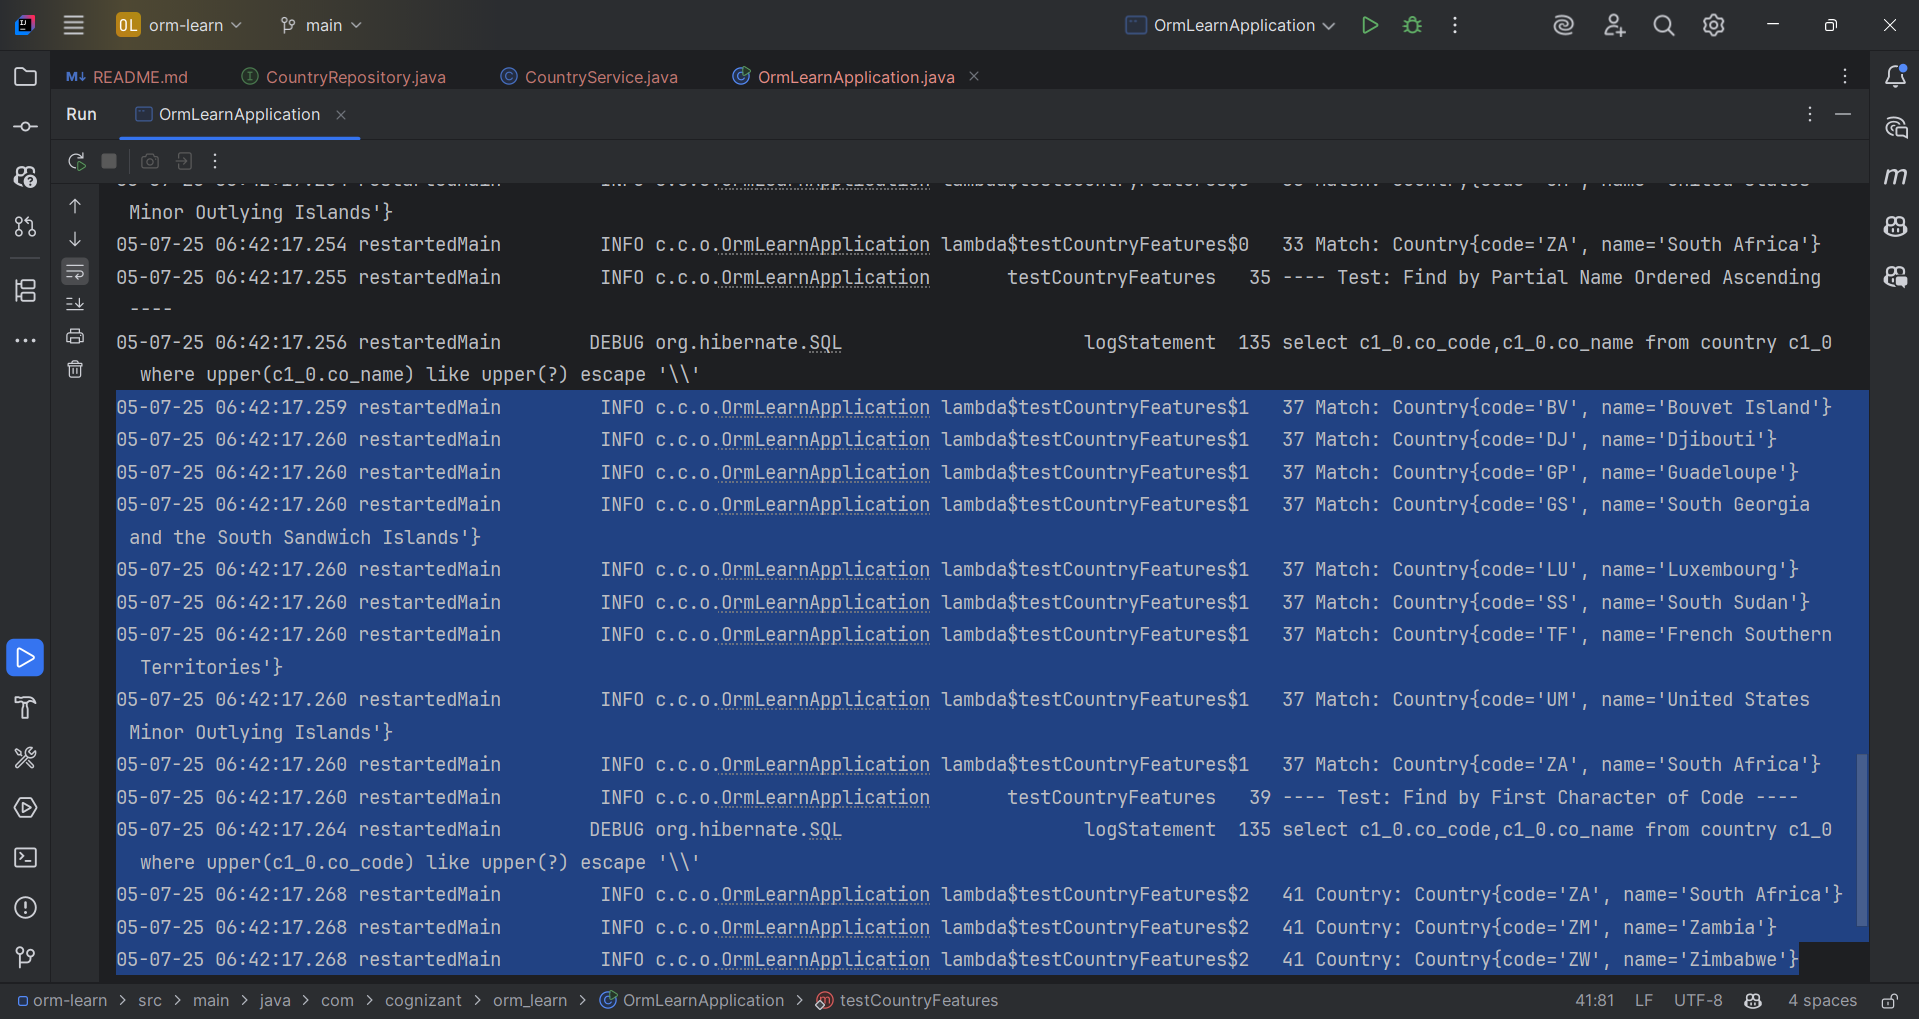 OL orm-learn main OrmLearnApplication
M↓ README.md CountryRepository.java CountryService.java OrmLearnApplication.java
Run OrmLearnApplication
Minor Outlying Islands'}
05-07-25 06:42:17.254 restartedMain INFO c.c.o.OrmLearnApplication lambda$testCountryFeatures$0 33 Match: Country{code='ZA', name='South Africa'}
05-07-25 06:42:17.255 restartedMain INFO c.c.o.OrmLearnApplication testCountryFeatures 35 ---- Test: Find by Partial Name Ordered Ascending
----
05-07-25 06:42:17.256 restartedMain DEBUG org.hibernate.SQL logStatement 135 select c1_0.co_code,c1_0.co_name from country c1_0
where upper(c1_0.co_name) like upper(?) escape '\\'
05-07-25 06:42:17.259 restartedMain INFO c.c.o.OrmLearnApplication lambda$testCountryFeatures$1 37 Match: Country{code='BV', name='Bouvet Island'}
05-07-25 06:42:17.260 restartedMain INFO c.c.o.OrmLearnApplication lambda$testCountryFeatures$1 37 Match: Country{code='DJ', name='Djibouti'}
05-07-25 06:42:17.260 restartedMain INFO c.c.o.OrmLearnApplication lambda$testCountryFeatures$1 37 Match: Country{code='GP', name='Guadeloupe'}
05-07-25 06:42:17.260 restartedMain INFO c.c.o.OrmLearnApplication lambda$testCountryFeatures$1 37 Match: Country{code='GS', name='South Georgia
and the South Sandwich Islands'}
05-07-25 06:42:17.260 restartedMain INFO c.c.o.OrmLearnApplication lambda$testCountryFeatures$1 37 Match: Country{code='LU', name='Luxembourg'}
05-07-25 06:42:17.260 restartedMain INFO c.c.o.OrmLearnApplication lambda$testCountryFeatures$1 37 Match: Country{code='SS', name='South Sudan'}
05-07-25 06:42:17.260 restartedMain INFO c.c.o.OrmLearnApplication lambda$testCountryFeatures$1 37 Match: Country{code='TF', name='French Southern
Territories'}
05-07-25 06:42:17.260 restartedMain INFO c.c.o.OrmLearnApplication lambda$testCountryFeatures$1 37 Match: Country{code='UM', name='United States
Minor Outlying Islands'}
05-07-25 06:42:17.260 restartedMain INFO c.c.o.OrmLearnApplication lambda$testCountryFeatures$1 37 Match: Country{code='ZA', name='South Africa'}
05-07-25 06:42:17.260 restartedMain INFO c.c.o.OrmLearnApplication testCountryFeatures 39 ---- Test: Find by First Character of Code ----
05-07-25 06:42:17.264 restartedMain DEBUG org.hibernate.SQL logStatement 135 select c1_0.co_code,c1_0.co_name from country c1_0
where upper(c1_0.co_code) like upper(?) escape '\\'
05-07-25 06:42:17.268 restartedMain INFO c.c.o.OrmLearnApplication lambda$testCountryFeatures$2 41 Country: Country{code='ZA', name='South Africa'}
05-07-25 06:42:17.268 restartedMain INFO c.c.o.OrmLearnApplication lambda$testCountryFeatures$2 41 Country: Country{code='ZM', name='Zambia'}
05-07-25 06:42:17.268 restartedMain INFO c.c.o.OrmLearnApplication lambda$testCountryFeatures$2 41 Country: Country{code='ZW', name='Zimbabwe'}
orm-learn > src > main > java > com > cognizant > orm_learn > OrmLearnApplication > testCountryFeatures 41:81 LF UTF-8 4 spaces